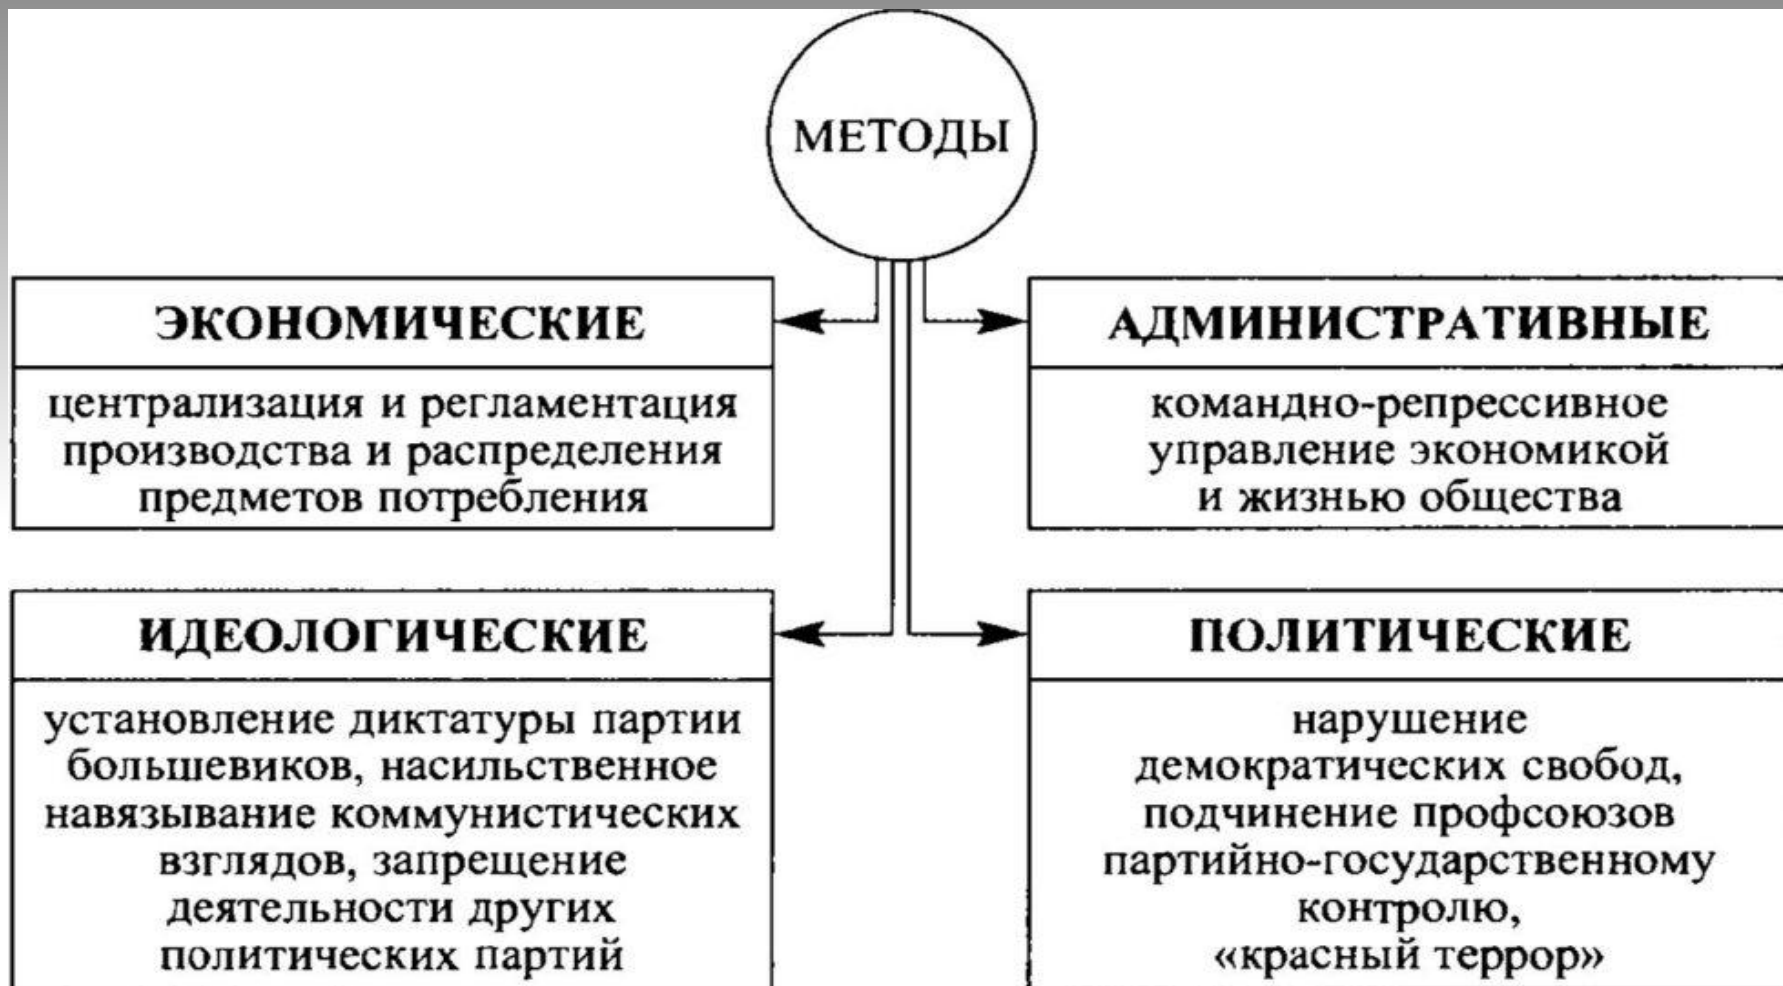 МЕТОДЫ
ЭКОНОМИЧЕСКИЕ
централизация и регламентация
производства и распределения
предметов потребления
АДМИНИСТРАТИВНЫЕ
командно-репрессивное
управление экономикой
и жизнью общества
ИДЕОЛОГИЧЕСКИЕ
установление диктатуры партии
большевиков, насильственное
навязывание коммунистических
взглядов, запрещение
деятельности других
политических партий
ПОЛИТИЧЕСКИЕ
нарушение
демократических свобод,
подчинение профсоюзов
партийно-государственному
контролю,
«красный террор»